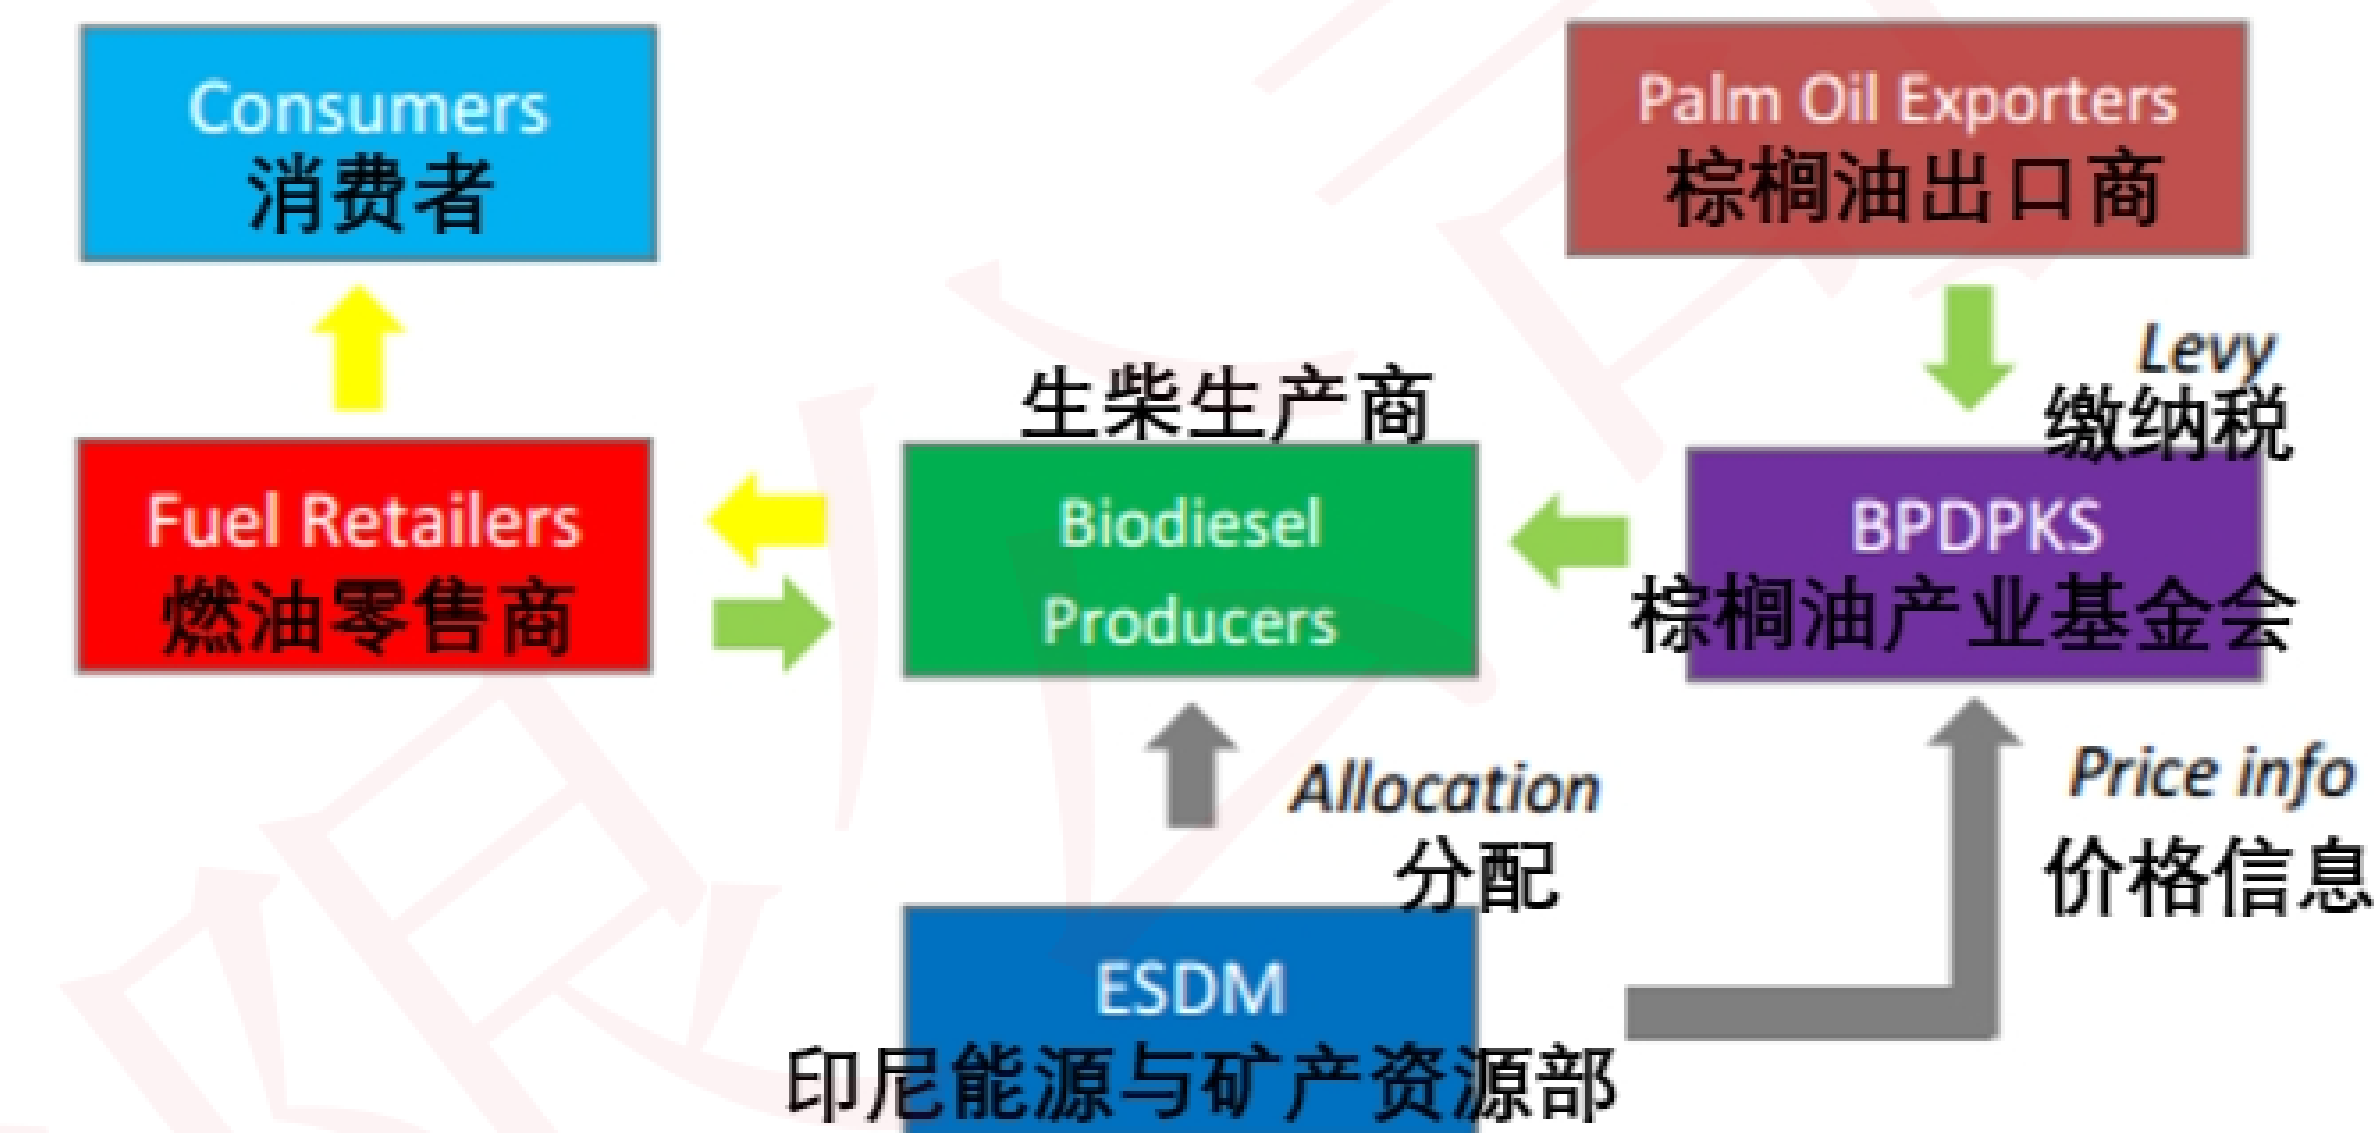 Consumers
消费者
Palm Oil Exporters
棕榈油出口商
Levy
缴纳税
生柴生产商
Fuel Retailers
燃油零售商
Biodiesel
Producers
BPDPKS
棕榈油产业基金会
Allocation
分配
Price info
价格信息
ESDM
印尼能源与矿产资源部